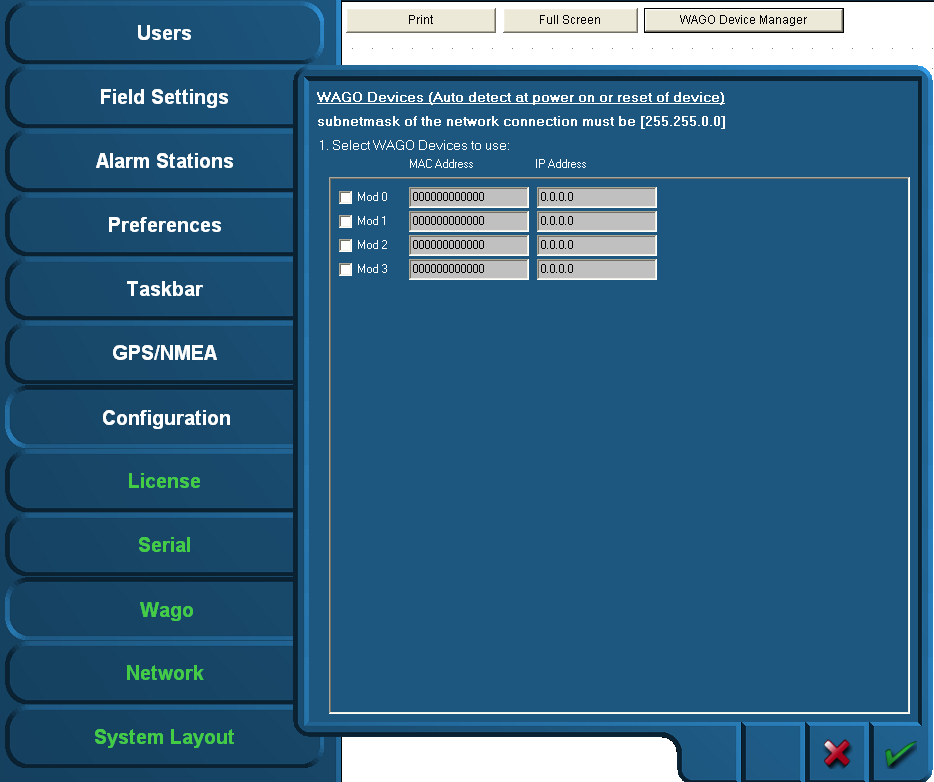 Print
Full Screen
WAGO Device Manager
Users
Field Settings
Alarm Stations
Preferences
Taskbar
GPS/NMEA
Configuration
License
Serial
Wago
Network
System Layout
WAGO Devices (Auto detect at power on or reset of device)
subnetmask of the network connection must be [255.255.0.0]
1. Select WAGO Devices to use:
MAC Address IP Address
Mod 0 000000000000 0.0.0.0
Mod 1 000000000000 0.0.0.0
Mod 2 000000000000 0.0.0.0
Mod 3 000000000000 0.0.0.0